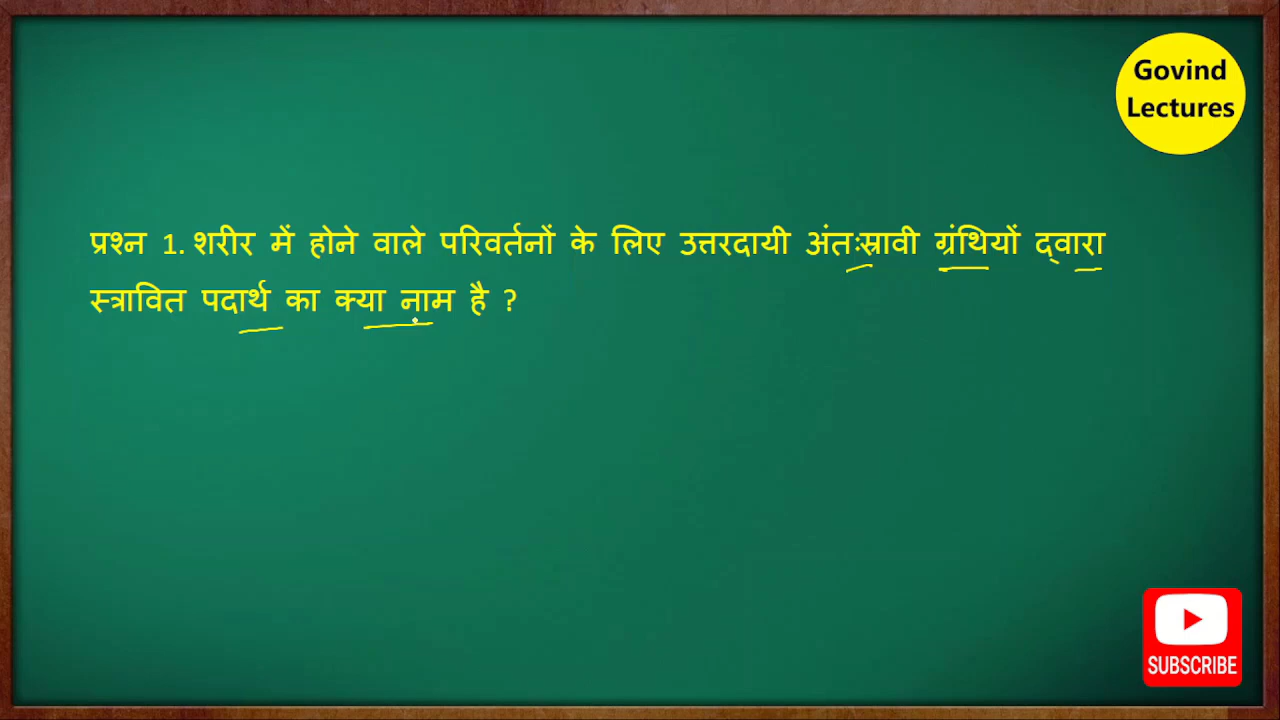 Govind
Lectures
प्रश्न 1. शरीर में होने वाले परिवर्तनों के लिए उत्तरदायी अंतःस्रावी ग्रंथियों द्वारा
स्त्रावित पदार्थ का क्या नाम है ?
SUBSCRIBE